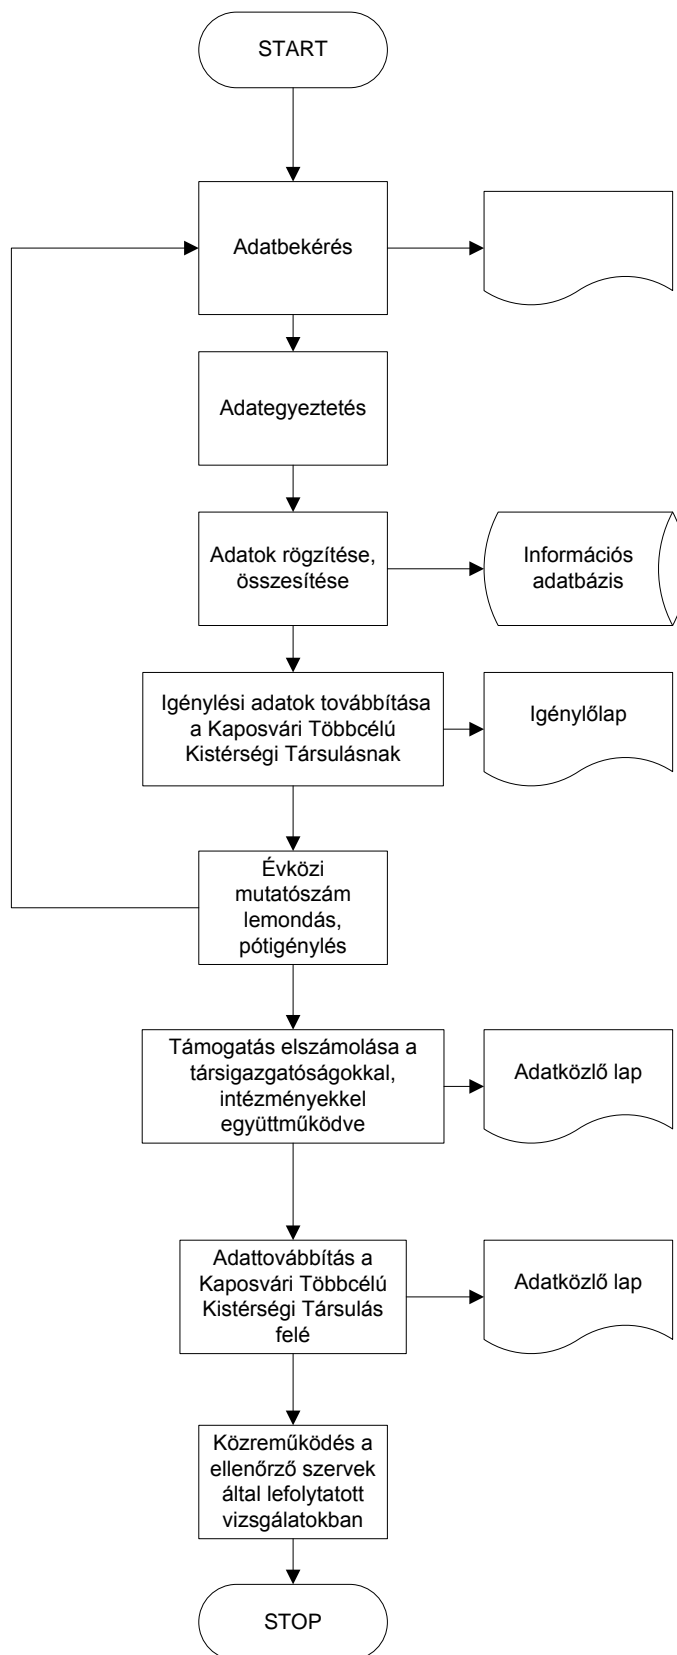 START
Adatbekérés
Adategyeztetés
Adatok rögzítése,
összesítése
Információs
adatbázis
Igénylési adatok továbbítása
a Kaposvári Többcélú
Kistérségi Társulásnak
Igénylőlap
Évközi
mutatószám
lemondás,
pótigénylés
Támogatás elszámolása a
társigazgatóságokkal,
intézményekkel
együttműködve
Adatközlő lap
Adattovábbítás a
Kaposvári Többcélú
Kistérségi Társulás
felé
Adatközlő lap
Közreműködés a
ellenőrző szervek
által lefolytatott
vizsgálatokban
STOP